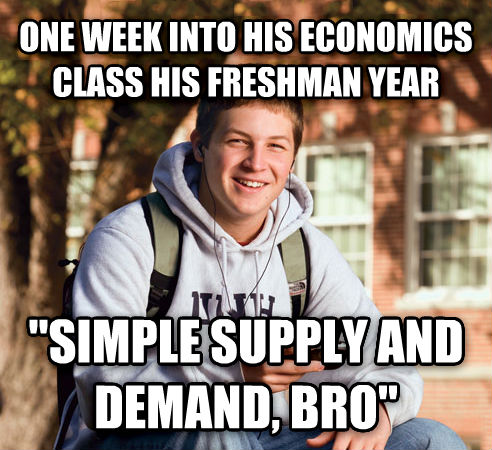 ONE WEEK INTO HIS ECONOMICS
CLASS HIS FRESHMAN YEAR
"SIMPLE SUPPLY AND
DEMAND, BRO"